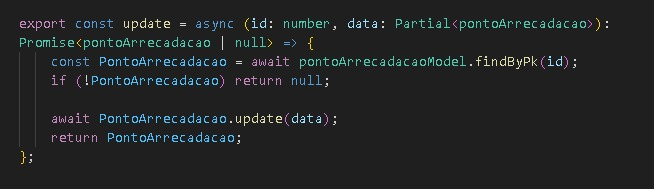 export const update = async (id: number, data: Partial<pontoArrecadacao>):
Promise<pontoArrecadacao | null> => {
    const PontoArrecadacao = await pontoArrecadacaoModel.findByPk(id);
    if (!PontoArrecadacao) return null;

    await PontoArrecadacao.update(data);
    return PontoArrecadacao;
};